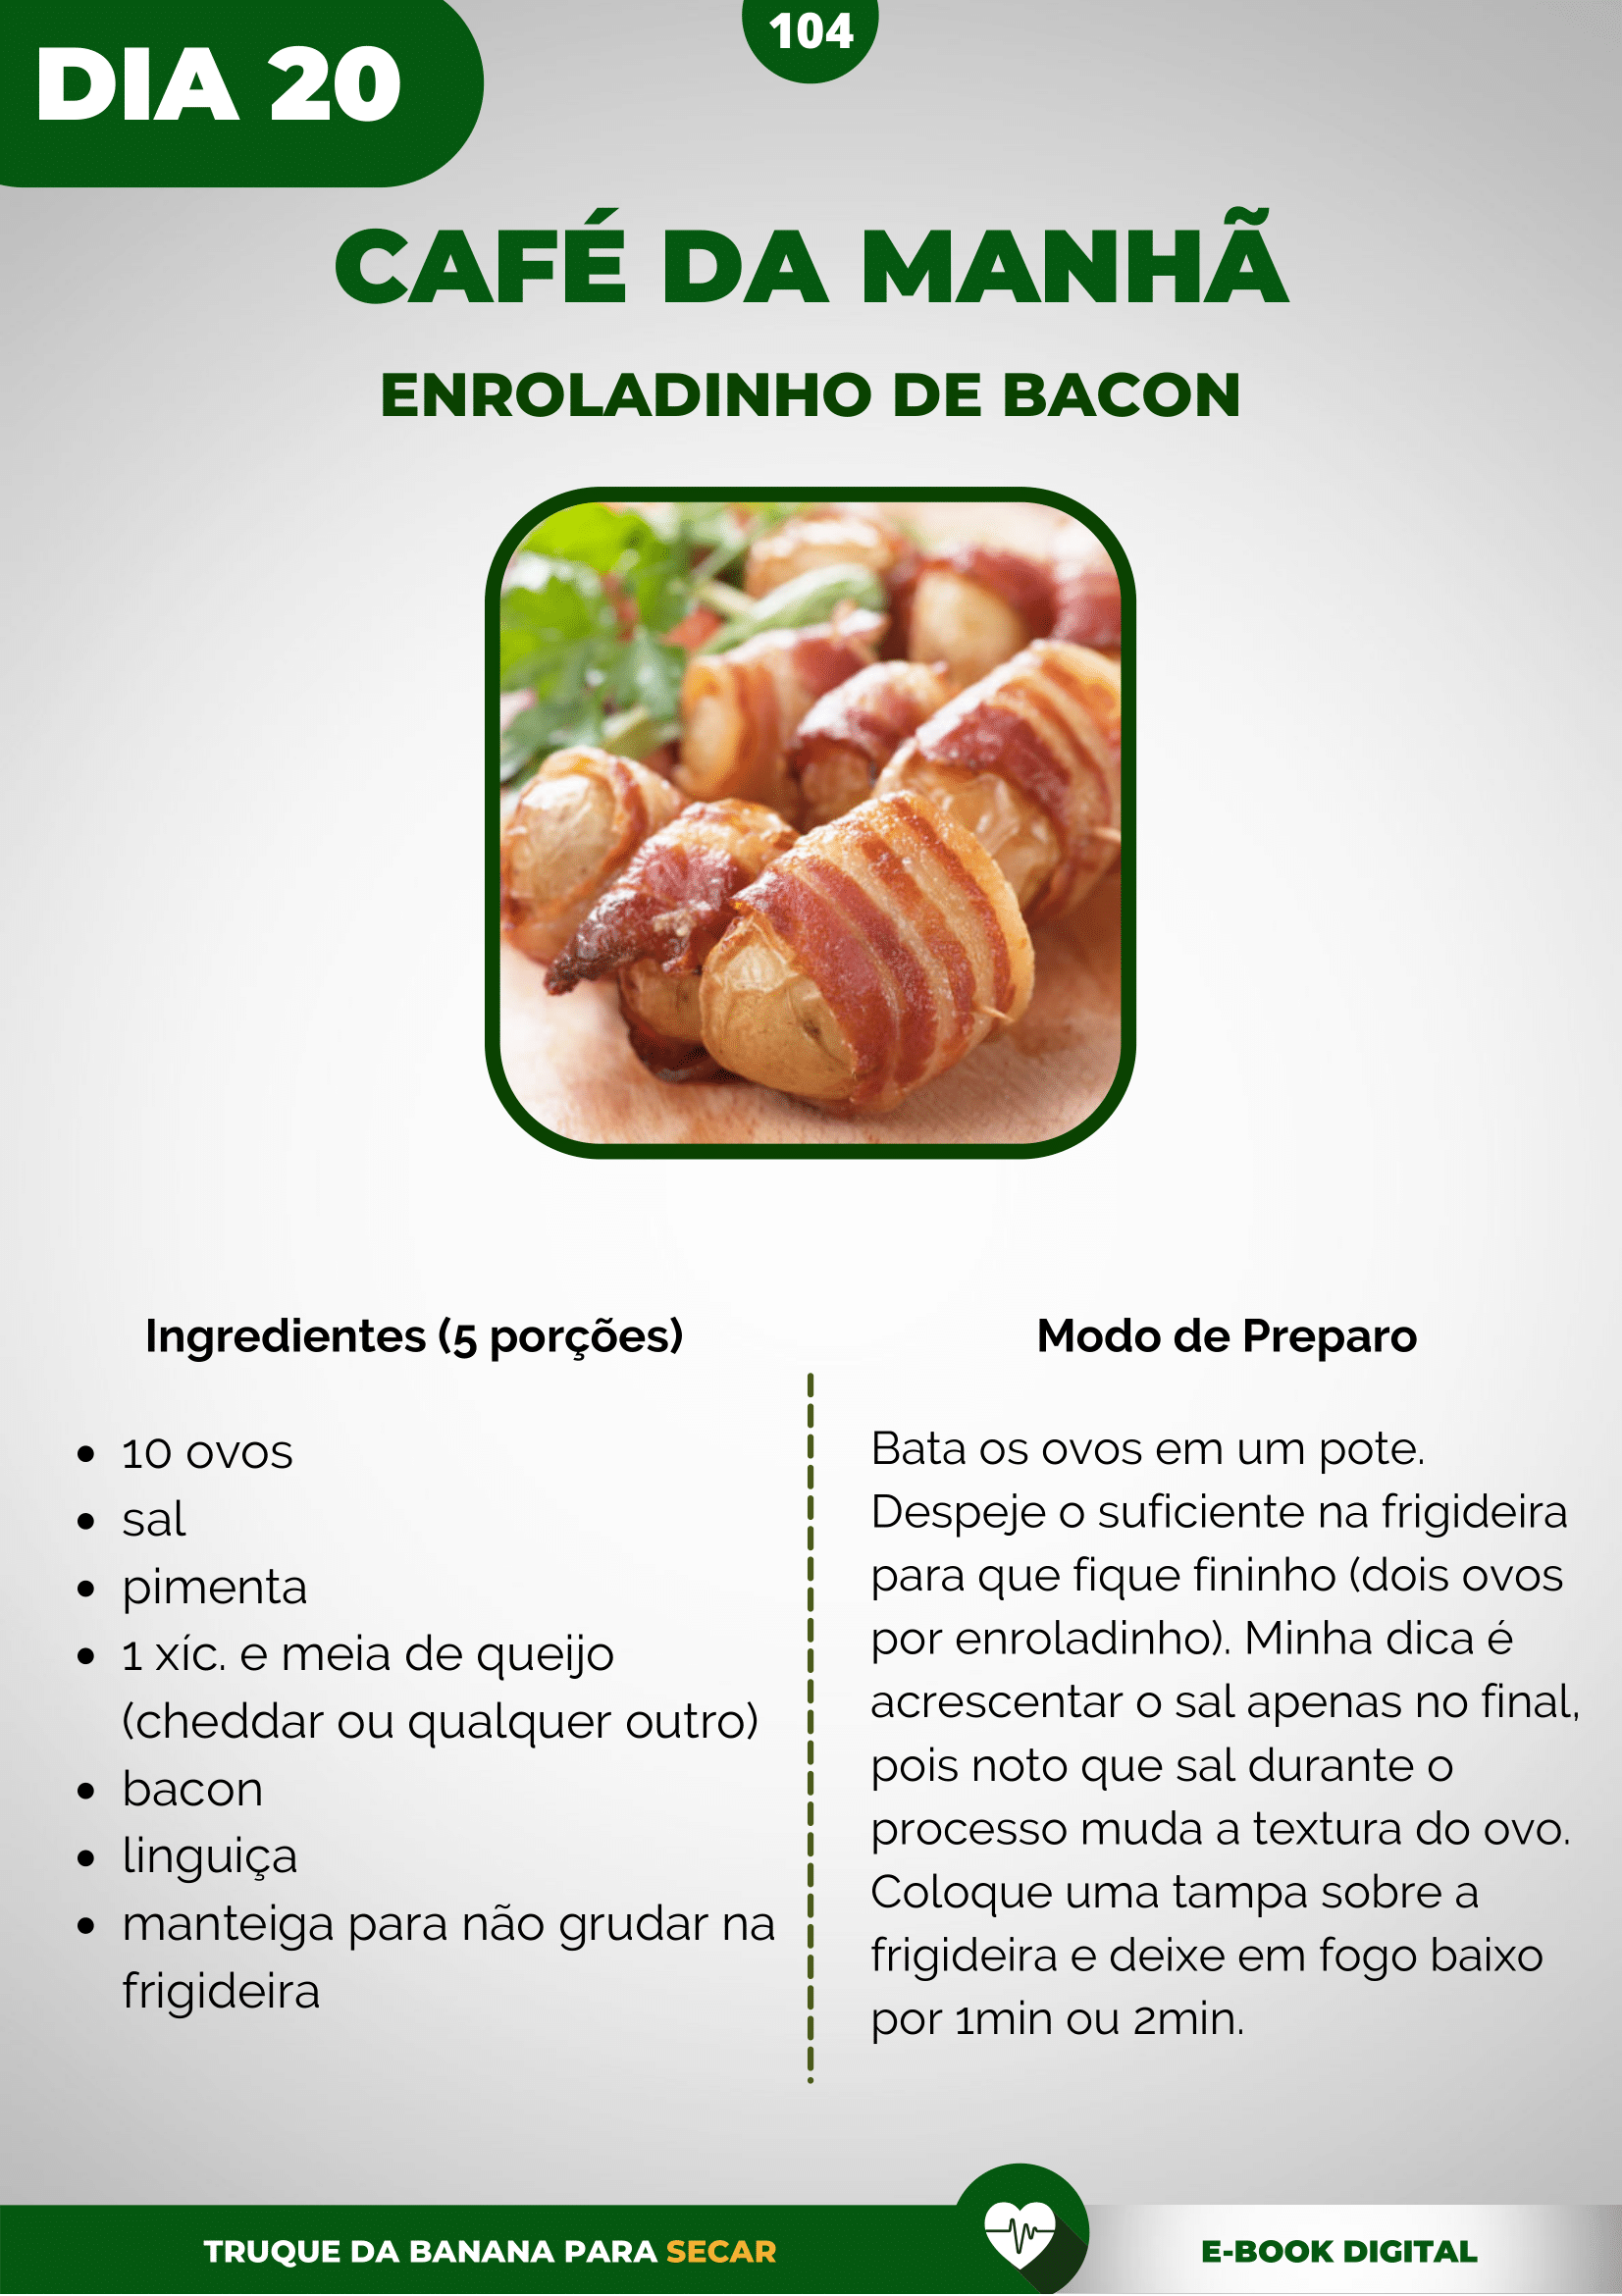 DIA 20
104
CAFÉ DA MANHÃ
ENROLADINHO DE BACON
Ingredientes (5 porções)
10 ovos
sal
pimenta
1 xíc. e meia de queijo
(cheddar ou qualquer outro)
bacon
linguiça
manteiga para não grudar na
frigideira
Modo de Preparo
Bata os ovos em um pote.
Despeje o suficiente na frigideira
para que fique fininho (dois ovos
por enroladinho). Minha dica é
acrescentar o sal apenas no final,
pois noto que sal durante o
processo muda a textura do ovo.
Coloque uma tampa sobre a
frigideira e deixe em fogo baixo
por 1min ou 2min.
TRUQUE DA BANANA PARA SECAR
E-BOOK DIGITAL